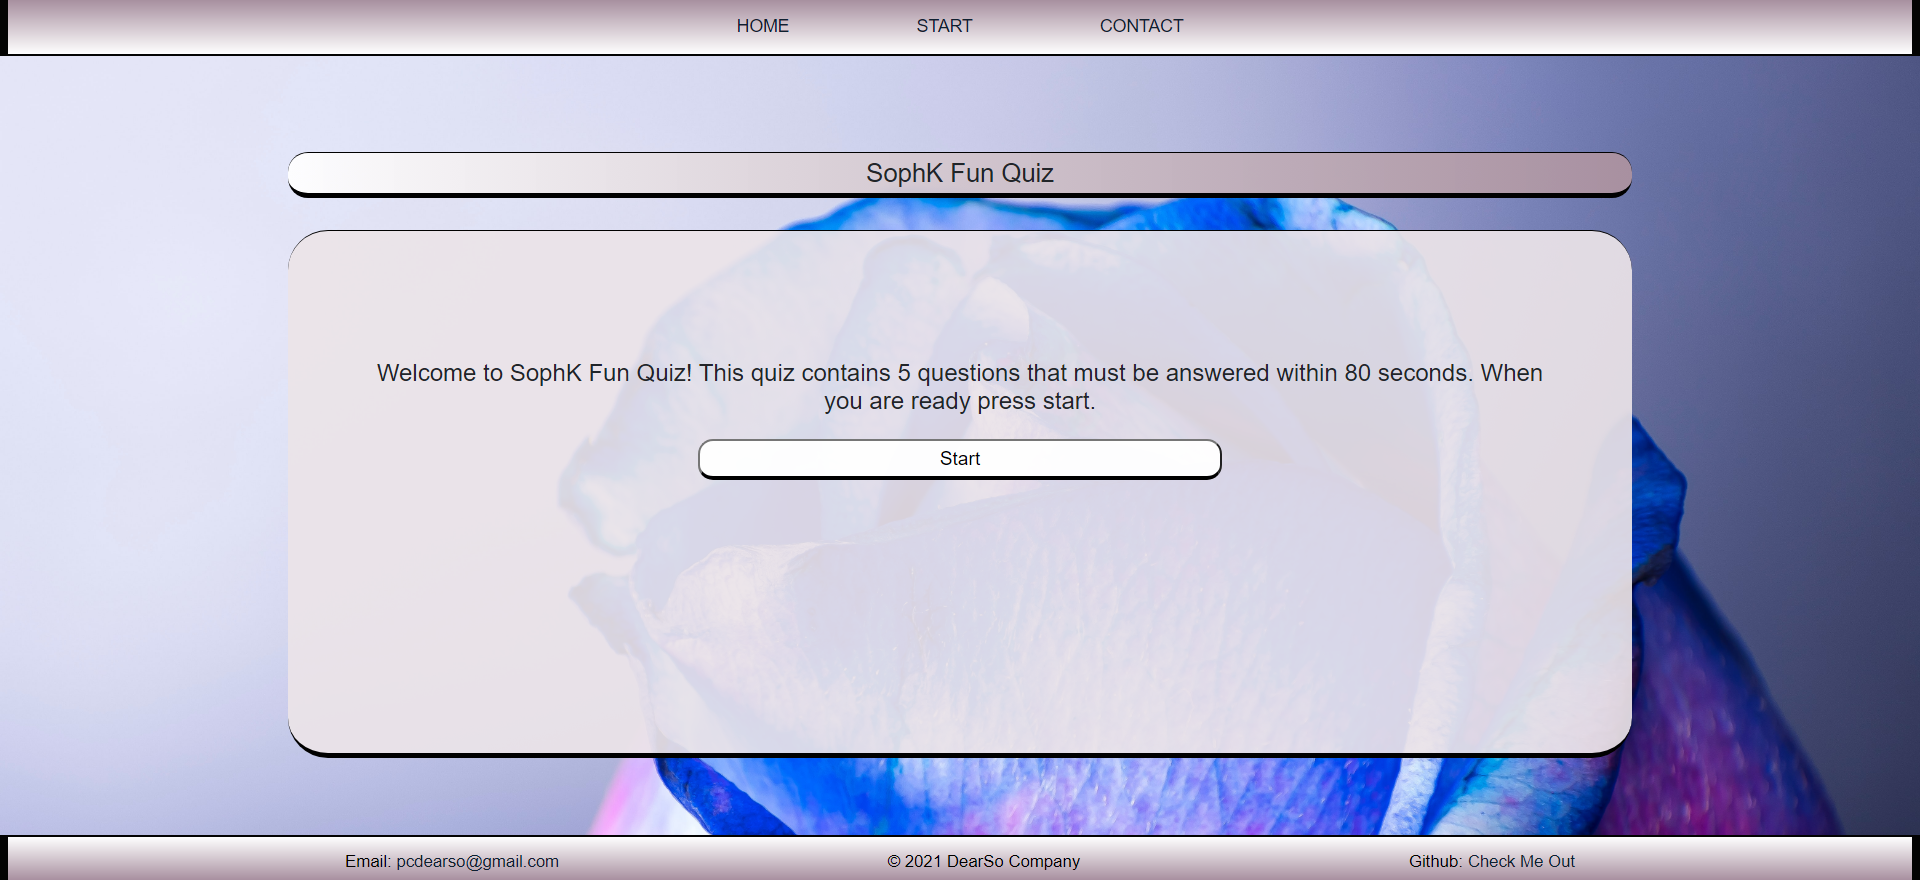 HOME START CONTACT
SophK Fun Quiz
Welcome to SophK Fun Quiz! This quiz contains 5 questions that must be answered within 80 seconds. When
you are ready press start.
Start
Email: pcdearso@gmail.com © 2021 DearSo Company Github: Check Me Out